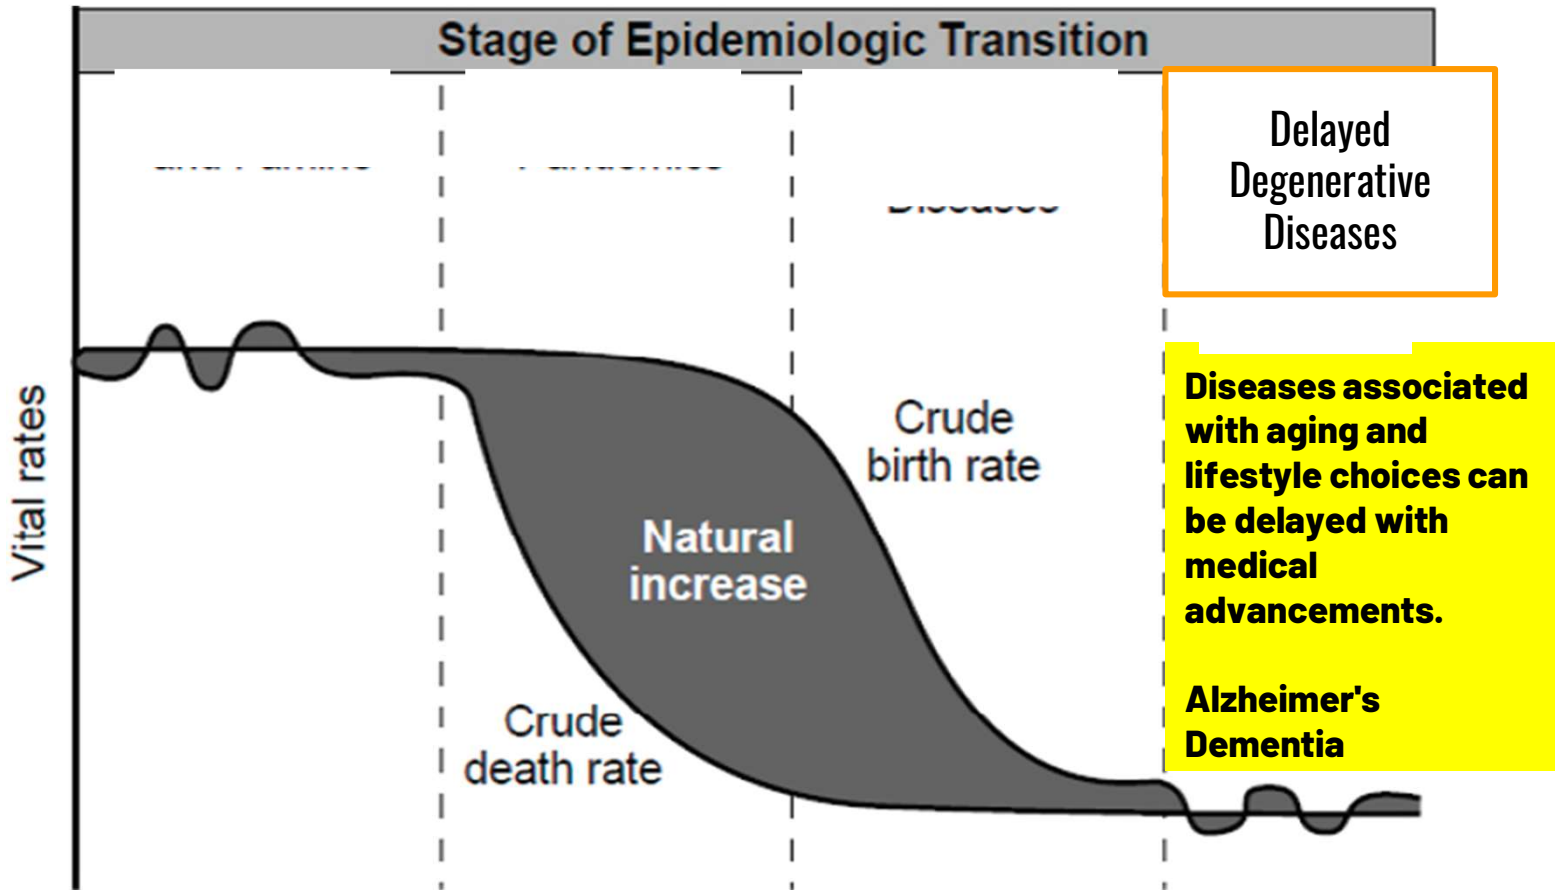 Stage of Epidemiologic Transition
Delayed
Degenerative
Diseases
Vital rates
Crude
birth rate
Natural
increase
Crude
death rate
Diseases associated
with aging and
lifestyle choices can
be delayed with
medical
advancements.
Alzheimer's
Dementia